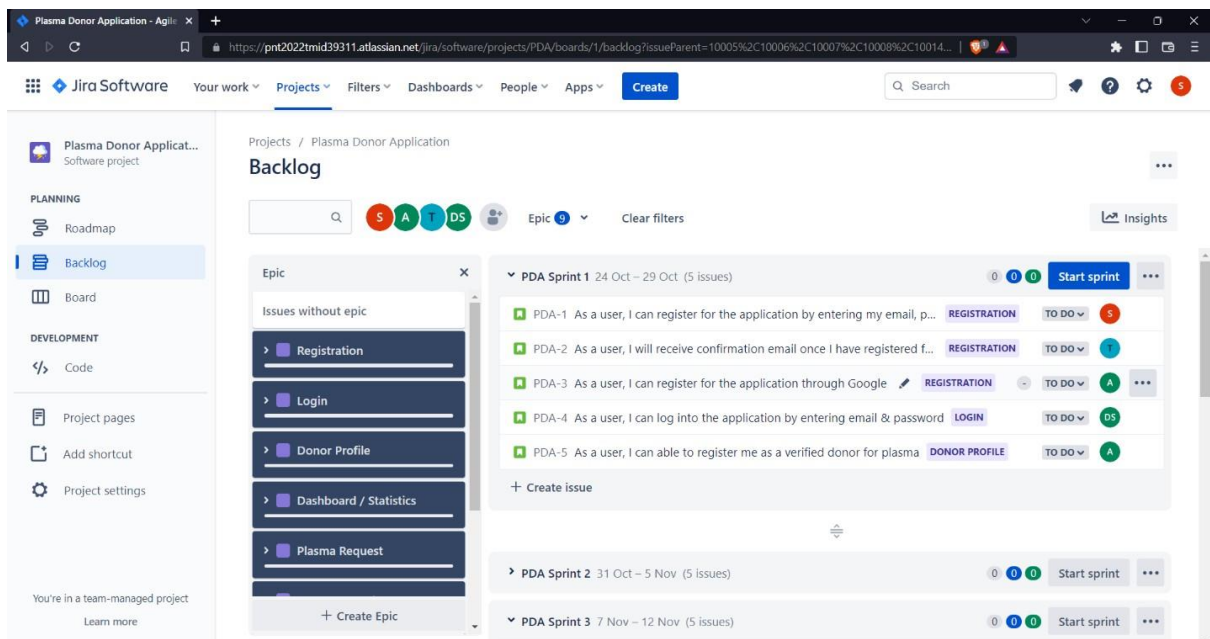 Plasma Donor Application - Agile
https://pnt2022tmid39311.atlassian.net/jira/software/projects/PDA/boards/1/backlog?issueParent=10005%2C10006%2C10007%2C10008%2C10014...
Jira Software Your work Projects Filters Dashboards People Apps Create Search S
Plasma Donor Applicat...
Software project
PLANNING
Roadmap
Backlog
Board
DEVELOPMENT
Code
Project pages
Add shortcut
Project settings
You're in a team-managed project
Learn more
Projects / Plasma Donor Application
Backlog
S A T DS Epic 9 Clear filters Insights
Epic
Issues without epic
Registration
Login
Donor Profile
Dashboard / Statistics
Plasma Request
+ Create Epic
PDA Sprint 1 24 Oct – 29 Oct (5 issues) 0 0 0 Start sprint
PDA-1 As a user, I can register for the application by entering my email, p... REGISTRATION TO DO S
PDA-2 As a user, I will receive confirmation email once I have registered f... REGISTRATION TO DO T
PDA-3 As a user, I can register for the application through Google REGISTRATION - TO DO A
PDA-4 As a user, I can log into the application by entering email & password LOGIN TO DO DS
PDA-5 As a user, I can able to register me as a verified donor for plasma DONOR PROFILE TO DO A
+ Create issue
PDA Sprint 2 31 Oct – 5 Nov (5 issues) 0 0 0 Start sprint
PDA Sprint 3 7 Nov – 12 Nov (5 issues) 0 0 0 Start sprint